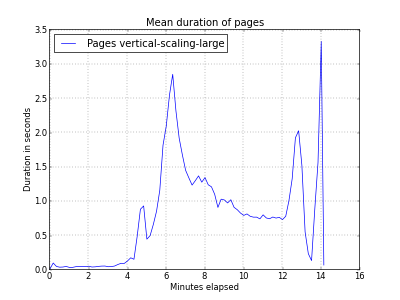 Mean duration of pages
Pages vertical-scaling-large
Duration in seconds
3.5
3.0
2.5
2.0
1.5
1.0
0.5
0.0
0 2 4 6 8 10 12 14 16
Minutes elapsed